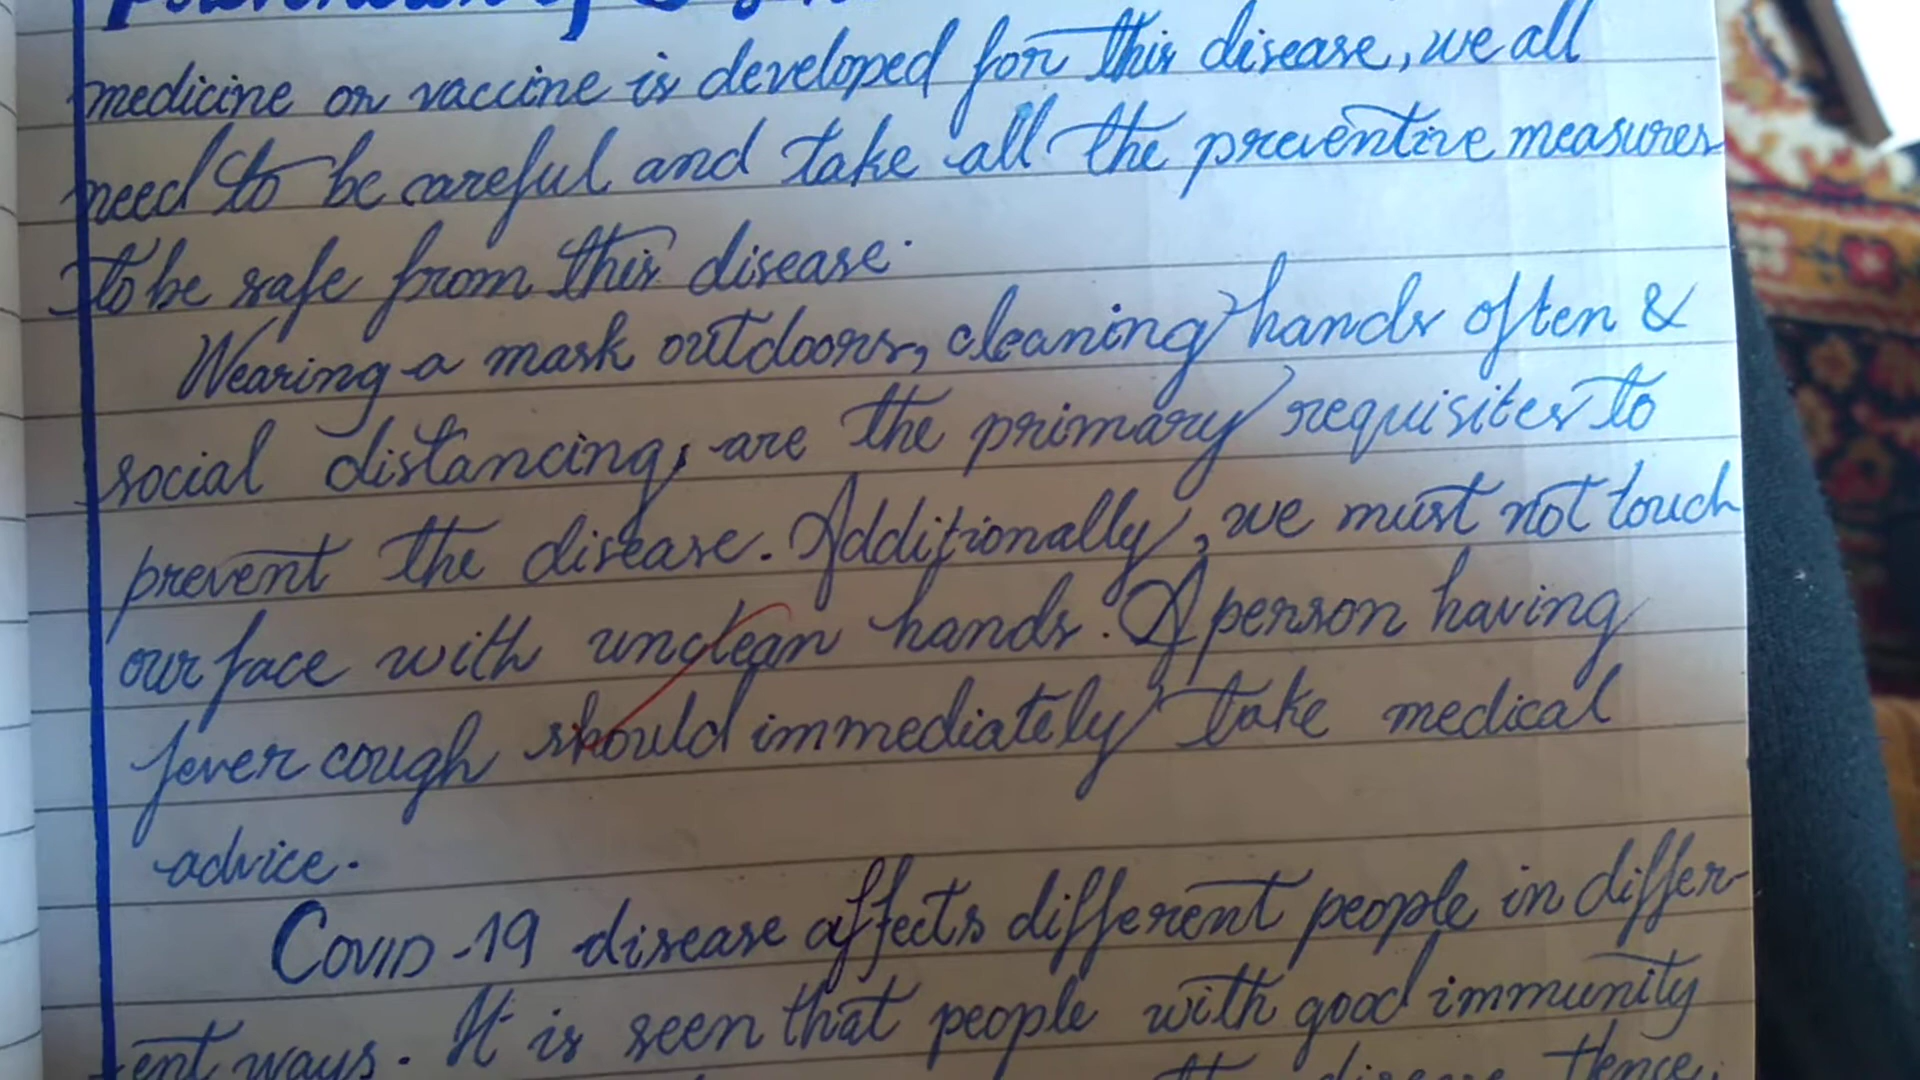 medicine or vaccine is developed for this disease, we all
need to be careful and take all the preventive measures
to be safe from this disease.
Wearing a mask outdoors, cleaning hands often &
social distancing, are the primary requisites to
prevent the disease. Additionally, we must not touch
our face with unclean hands. A person having
fever cough should immediately take medical
advice.
Covid-19 disease affects different people in differ-
ent ways. It is seen that people with good immunity
disease Hence,